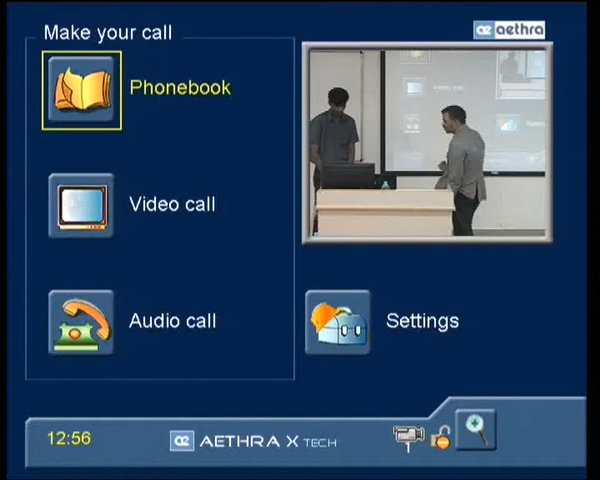 Make your call
aethra
Phonebook
Video call
Audio call
Settings
12:56
AETHRA X TECH